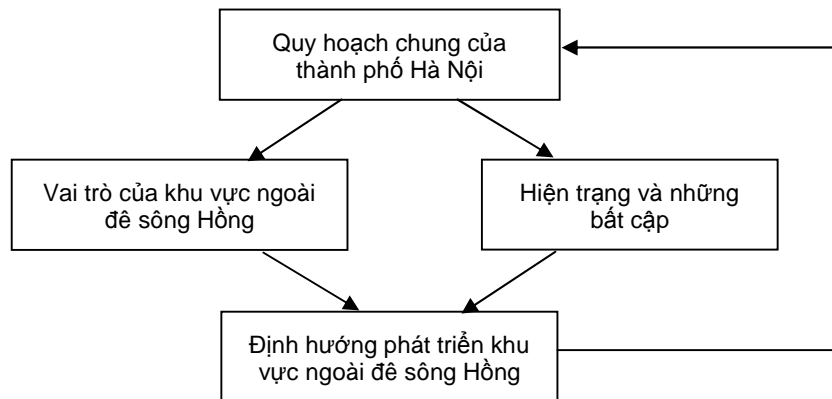 Quy hoạch chung của
thành phố Hà Nội
Vai trò của khu vực ngoài
đê sông Hồng
Hiện trạng và những
bất cập
Định hướng phát triển khu
vực ngoài đê sông Hồng